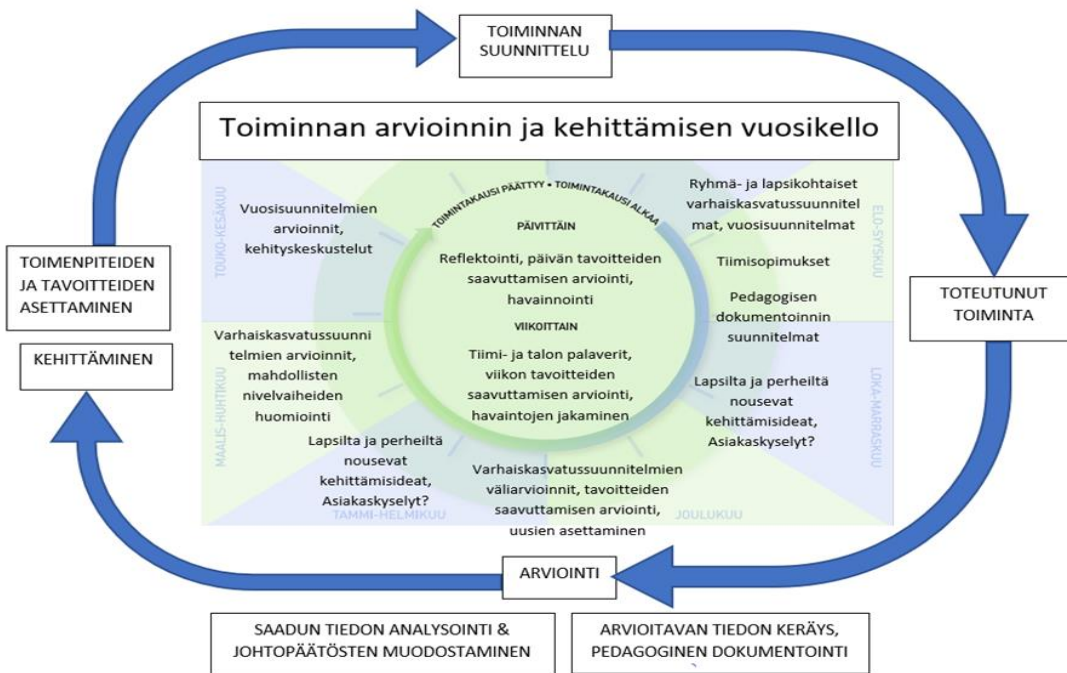 TOIMINNAN
SUUNNITTELU
Toiminnan arvioinnin ja kehittämisen vuosikello
TOIMINTAKAUSI PÄÄTTYY • TOIMINTAKAUSI ALKAA
Ryhmä- ja lapsikohtaiset
varhaiskasvatussuunnitel
mat, vuosisuunnitelmat
Tiimisopimukset
Pedagogisen
dokumentoinnin
suunnitelmat
ELO-SYYSKUU
TOTEUTUNUT
TOIMINTA
Lapsilta ja perheiltä
nousevat
kehittämisideat,
Asiakaskyselyt?
LOKA-MARRASKUU
PÄIVITTÄIN
Reflektointi, päivän tavoitteiden
saavuttamisen arviointi,
havainnointi
VIIKOITTAIN
Tiimi- ja talon palaverit,
viikon tavoitteiden
saavuttamisen arviointi,
havaintojen jakaminen
Varhaiskasvatussuunnitelmien
väliarvioinnit, tavoitteiden
saavuttamisen arviointi,
uusien asettaminen
JOULUKUU
Lapsilta ja perheiltä
nousevat
kehittämisideat,
Asiakaskyselyt?
TAMMI-HELMIKUU
Varhaiskasvatussuunni
telmien arvioinnit,
mahdollisten
nivelvaiheiden
huomiointi
MAALIS-HUHTIKUU
Vuosisuunnitelmien
arvioinnit,
kehityskeskustelut
TOUKO-KESÄKUU
TOIMENPITEIDEN
JA TAVOITTEIDEN
ASETTAMINEN
KEHITTÄMINEN
ARVIOINTI
SAADUN TIEDON ANALYSOINTI &
JOHTOPÄÄTÖSTEN MUODOSTAMINEN
ARVIOITAVAN TIEDON KERÄYS,
PEDAGOGINEN DOKUMENTOINTI